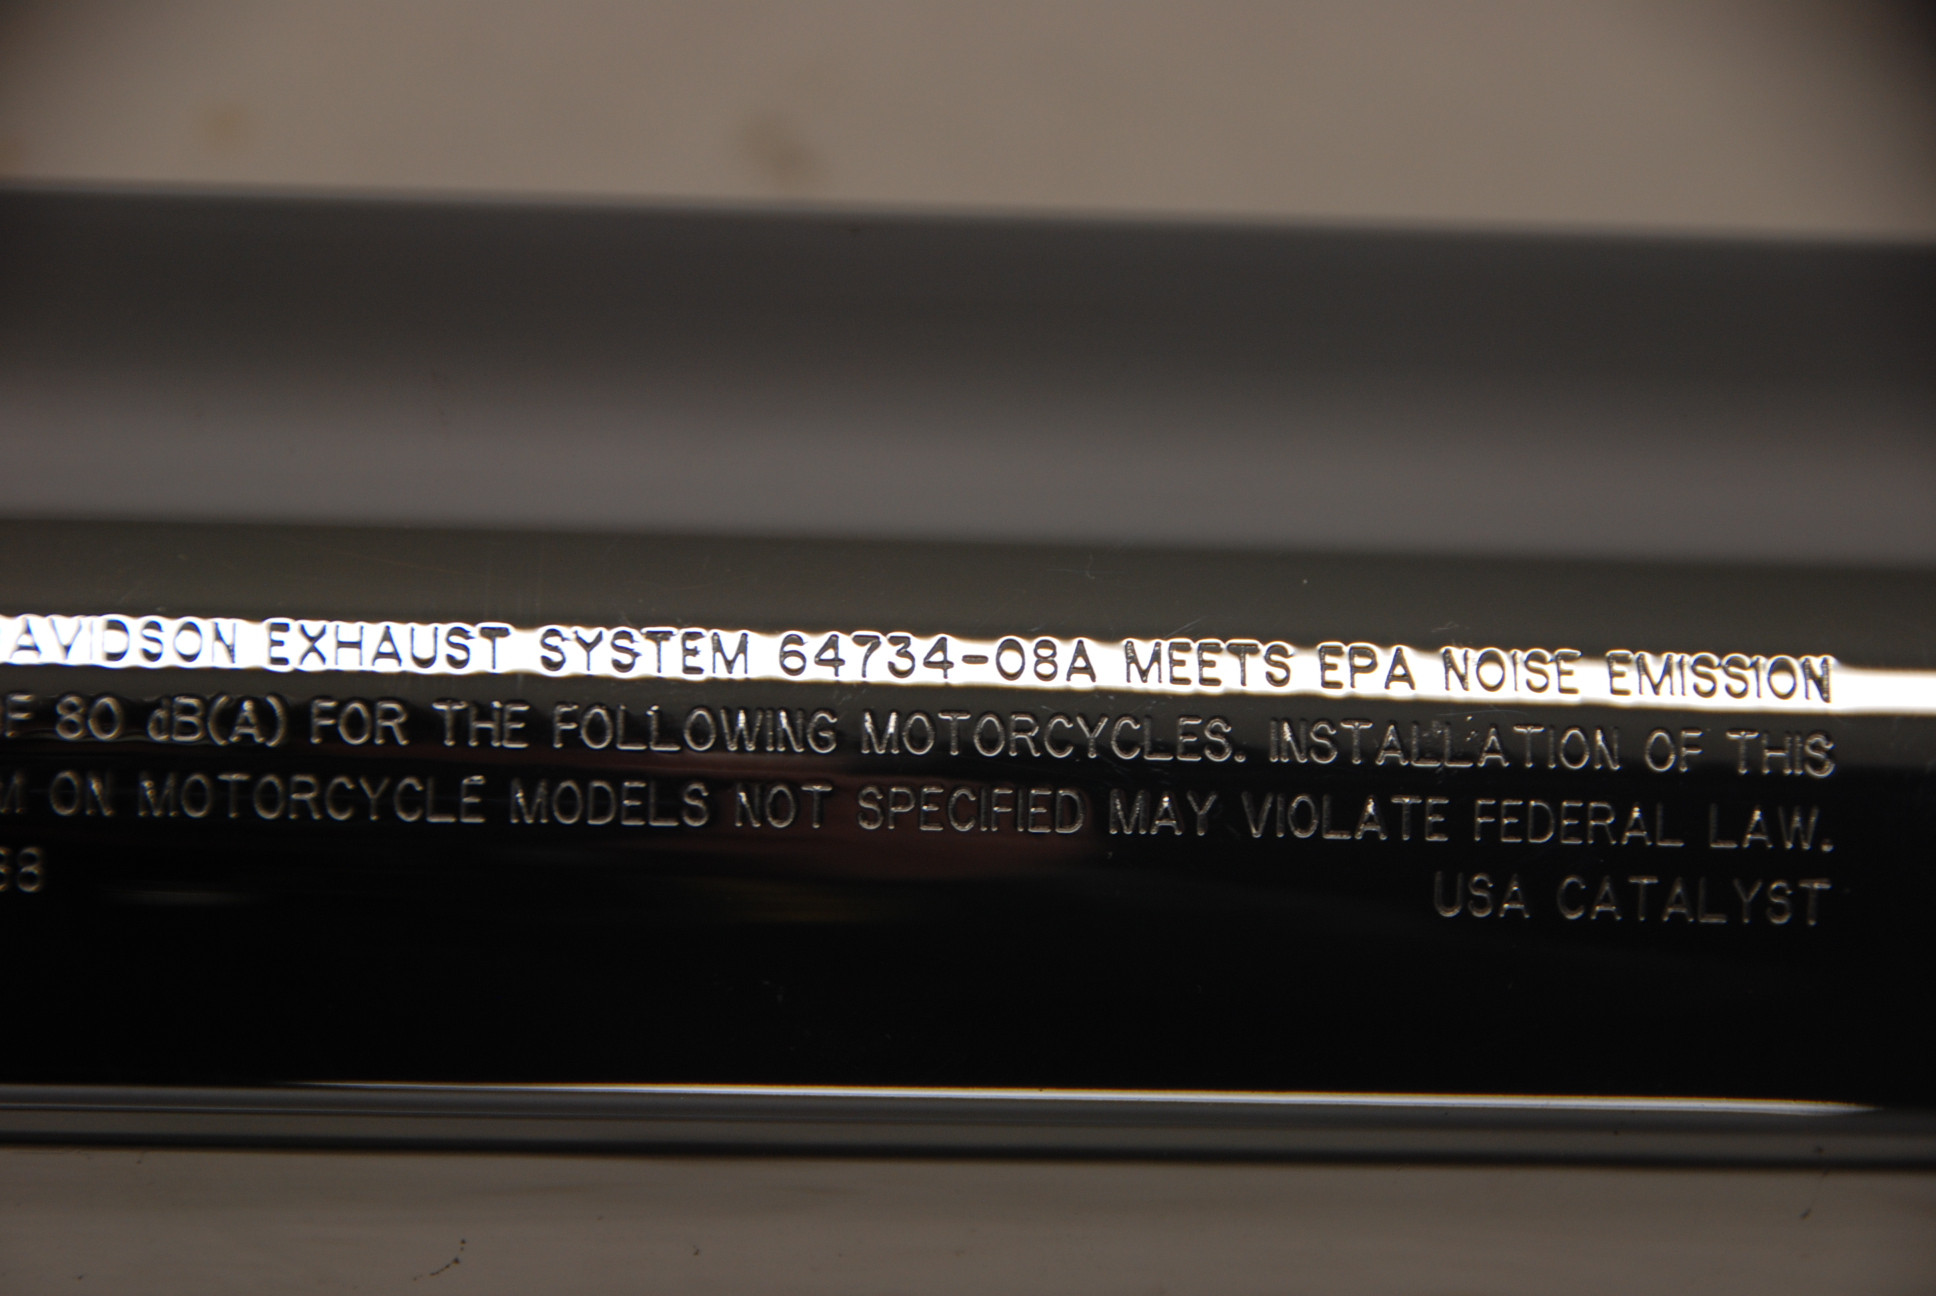 AVIDSON EXHAUST SYSTEM 64734-08A MEETS EPA NOISE EMISSION
F 80 dB(A) FOR THE FOLLOWING MOTORCYCLES. INSTALLATION OF THIS
M ON MOTORCYCLE MODELS NOT SPECIFIED MAY VIOLATE FEDERAL LAW.
USA CATALYST